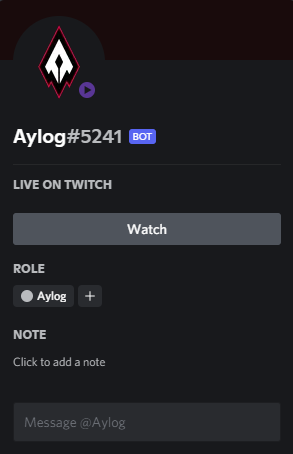 Aylog#5241 BOT
LIVE ON TWITCH
Watch
ROLE
Aylog +
NOTE
Click to add a note
Message @Aylog